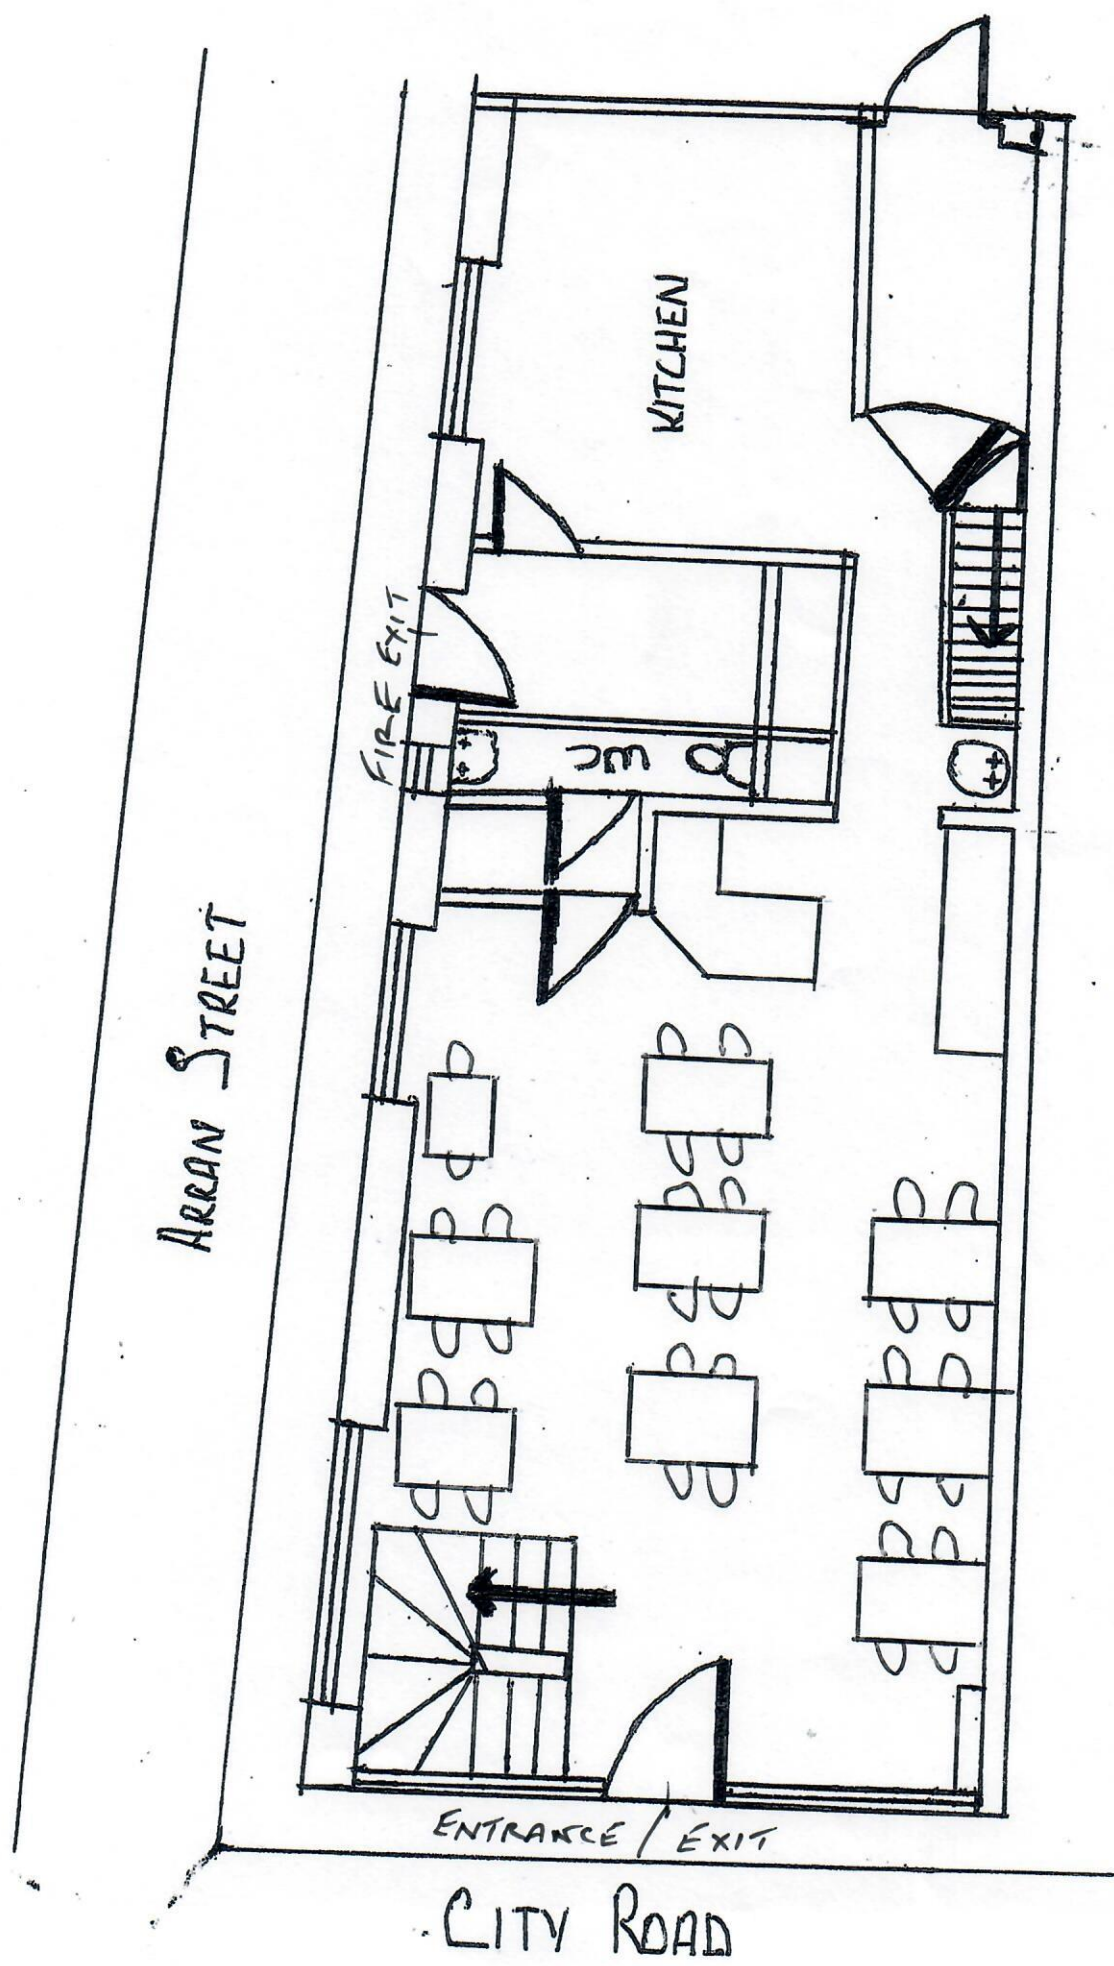 KITCHEN
FIRE EXIT
WC
ARRAN STREET
ENTRANCE / EXIT
CITY ROAD